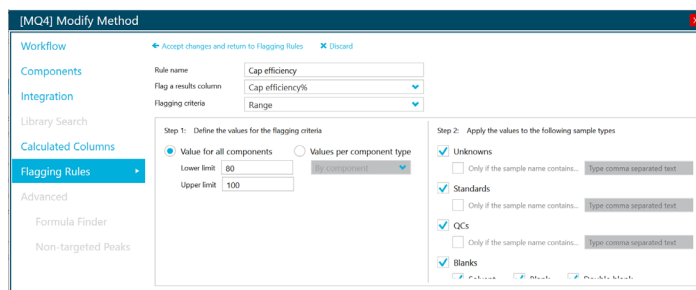 [MQ4] Modify Method
Workflow
Components
Integration
Library Search
Calculated Columns
Flagging Rules
Advanced
Formula Finder
Non-targeted Peaks
Accept changes and return to Flagging Rules Discard
Rule name Cap efficiency
Flag a results column Cap efficiency%
Flagging criteria Range
Step 1: Define the values for the flagging criteria
Value for all components Values per component type
Lower limit 80 By component
Upper limit 100
Step 2: Apply the values to the following sample types
Unknowns
Only if the sample name contains... Type comma separated text
Standards
Only if the sample name contains... Type comma separated text
QCs
Only if the sample name contains... Type comma separated text
Blanks
Solvent Blank Double blank